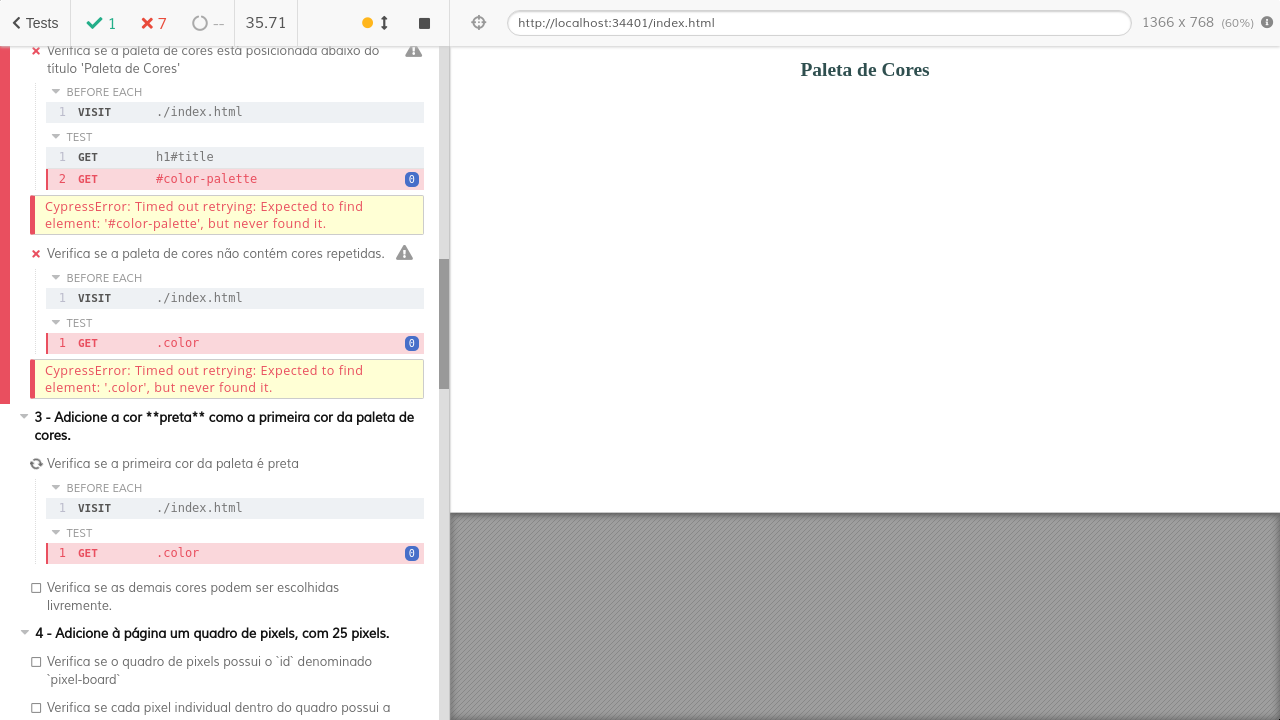 Tests
1
7
--
35.71
http://localhost:34401/index.html
1366 x 768 (60%)
Verifica se a paleta de cores está posicionada abaixo do
título 'Paleta de Cores'
BEFORE EACH
1 VISIT ./index.html
TEST
1 GET h1#title
2 GET #color-palette 0
CypressError: Timed out retrying: Expected to find
element: '#color-palette', but never found it.
Verifica se a paleta de cores não contém cores repetidas.
BEFORE EACH
1 VISIT ./index.html
TEST
1 GET .color 0
CypressError: Timed out retrying: Expected to find
element: '.color', but never found it.
3 - Adicione a cor **preta** como a primeira cor da paleta de
cores.
Verifica se a primeira cor da paleta é preta
BEFORE EACH
1 VISIT ./index.html
TEST
1 GET .color 0
Verifica se as demais cores podem ser escolhidas
livremente.
4 - Adicione à página um quadro de pixels, com 25 pixels.
Verifica se o quadro de pixels possui o `id` denominado
`pixel-board`
Verifica se cada pixel individual dentro do quadro possui a
Paleta de Cores